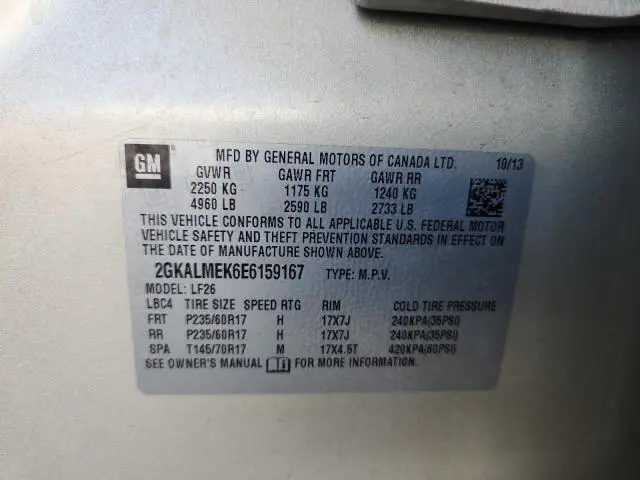 GM MFD BY GENERAL MOTORS OF CANADA LTD. 10/13
GVWR GAWR FRT GAWR RR
2250 KG 1175 KG 1240 KG
4960 LB 2590 LB 2733 LB
THIS VEHICLE CONFORMS TO ALL APPLICABLE U.S. FEDERAL MOTOR
VEHICLE SAFETY AND THEFT PREVENTION STANDARDS IN EFFECT ON
THE DATE OF MANUFACTURE SHOWN ABOVE.
2GKALMEK6E6159167 TYPE: M.P.V.
MODEL: LF26
LBC4 TIRE SIZE SPEED RTG RIM COLD TIRE PRESSURE
FRT P235/60R17 H 17X7J 240KPA(35PSI)
RR P235/60R17 H 17X7J 240KPA(35PSI)
SPA T145/70R17 M 17X4.5T 420KPA(60PSI)
SEE OWNER'S MANUAL FOR MORE INFORMATION.